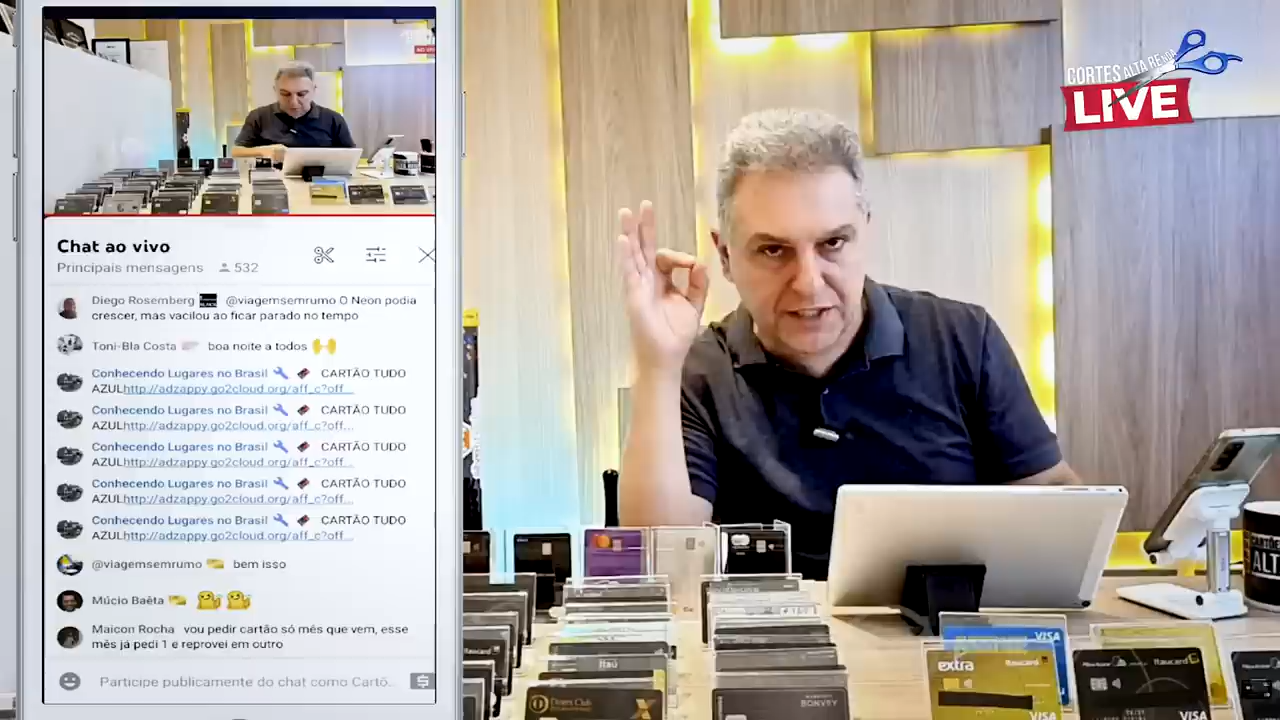 CORTES ALTA RENDA
LIVE
Chat ao vivo
Principais mensagens 532
Diego Rosemberg @viagemsemrumo O Neon podia
crescer, mas vacilou ao ficar parado no tempo
Toni-Bla Costa boa noite a todos
Conhecendo Lugares no Brasil CARTÃO TUDO
AZULhttp://adzappy.go2cloud.org/aff_c?off...
Conhecendo Lugares no Brasil CARTÃO TUDO
AZULhttp://adzappy.go2cloud.org/aff_c?off...
Conhecendo Lugares no Brasil CARTÃO TUDO
AZULhttp://adzappy.go2cloud.org/aff_c?off...
Conhecendo Lugares no Brasil CARTÃO TUDO
AZULhttp://adzappy.go2cloud.org/aff_c?off...
Conhecendo Lugares no Brasil CARTÃO TUDO
AZULhttp://adzappy.go2cloud.org/aff_c?off...
@viagemsemrumo bem isso
Múcio Baêta
Maicon Rocha vou pedir cartão só mês que vem, esse
mês já pedi 1 e reprovei em outro
Participe publicamente do chat como Cartõ...
Itaú
Diners Club
BONVOY
VISA
extra Itaucard
VISA
Itaucard
VISA
ALT